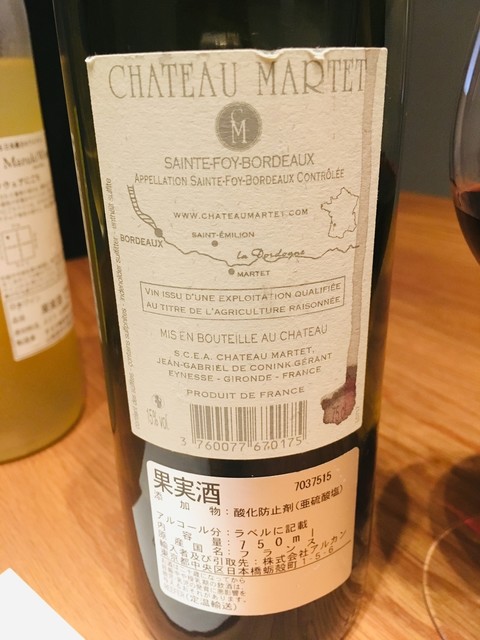 CHATEAU MARTET
CM
SAINTE-FOY-BORDEAUX
APPELLATION SAINTE-FOY-BORDEAUX CONTRÔLÉE
WWW.CHATEAUMARTET.COM
BORDEAUX
SAINT-ÉMILION
La Dordogne
MARTET
VIN ISSU D'UNE EXPLOITATION QUALIFIÉE
AU TITRE DE L'AGRICULTURE RAISONNÉE
MIS EN BOUTEILLE AU CHATEAU
S.C.E.A. CHATEAU MARTET,
JEAN-GABRIEL DE CONINK GÉRANT
EYNESSE - GIRONDE - FRANCE
PRODUIT DE FRANCE
15% vol.
3 760077 670175
果実酒
7037515
添加物:酸化防止剤(亜硫酸塩)
アルコール分:ラベルに記載
内容量:750ml
原産国名:フランス
輸入者及び引取先:株式会社アルカン
東京都中央区日本橋蛎殻町1-5-6
(定温輸送)